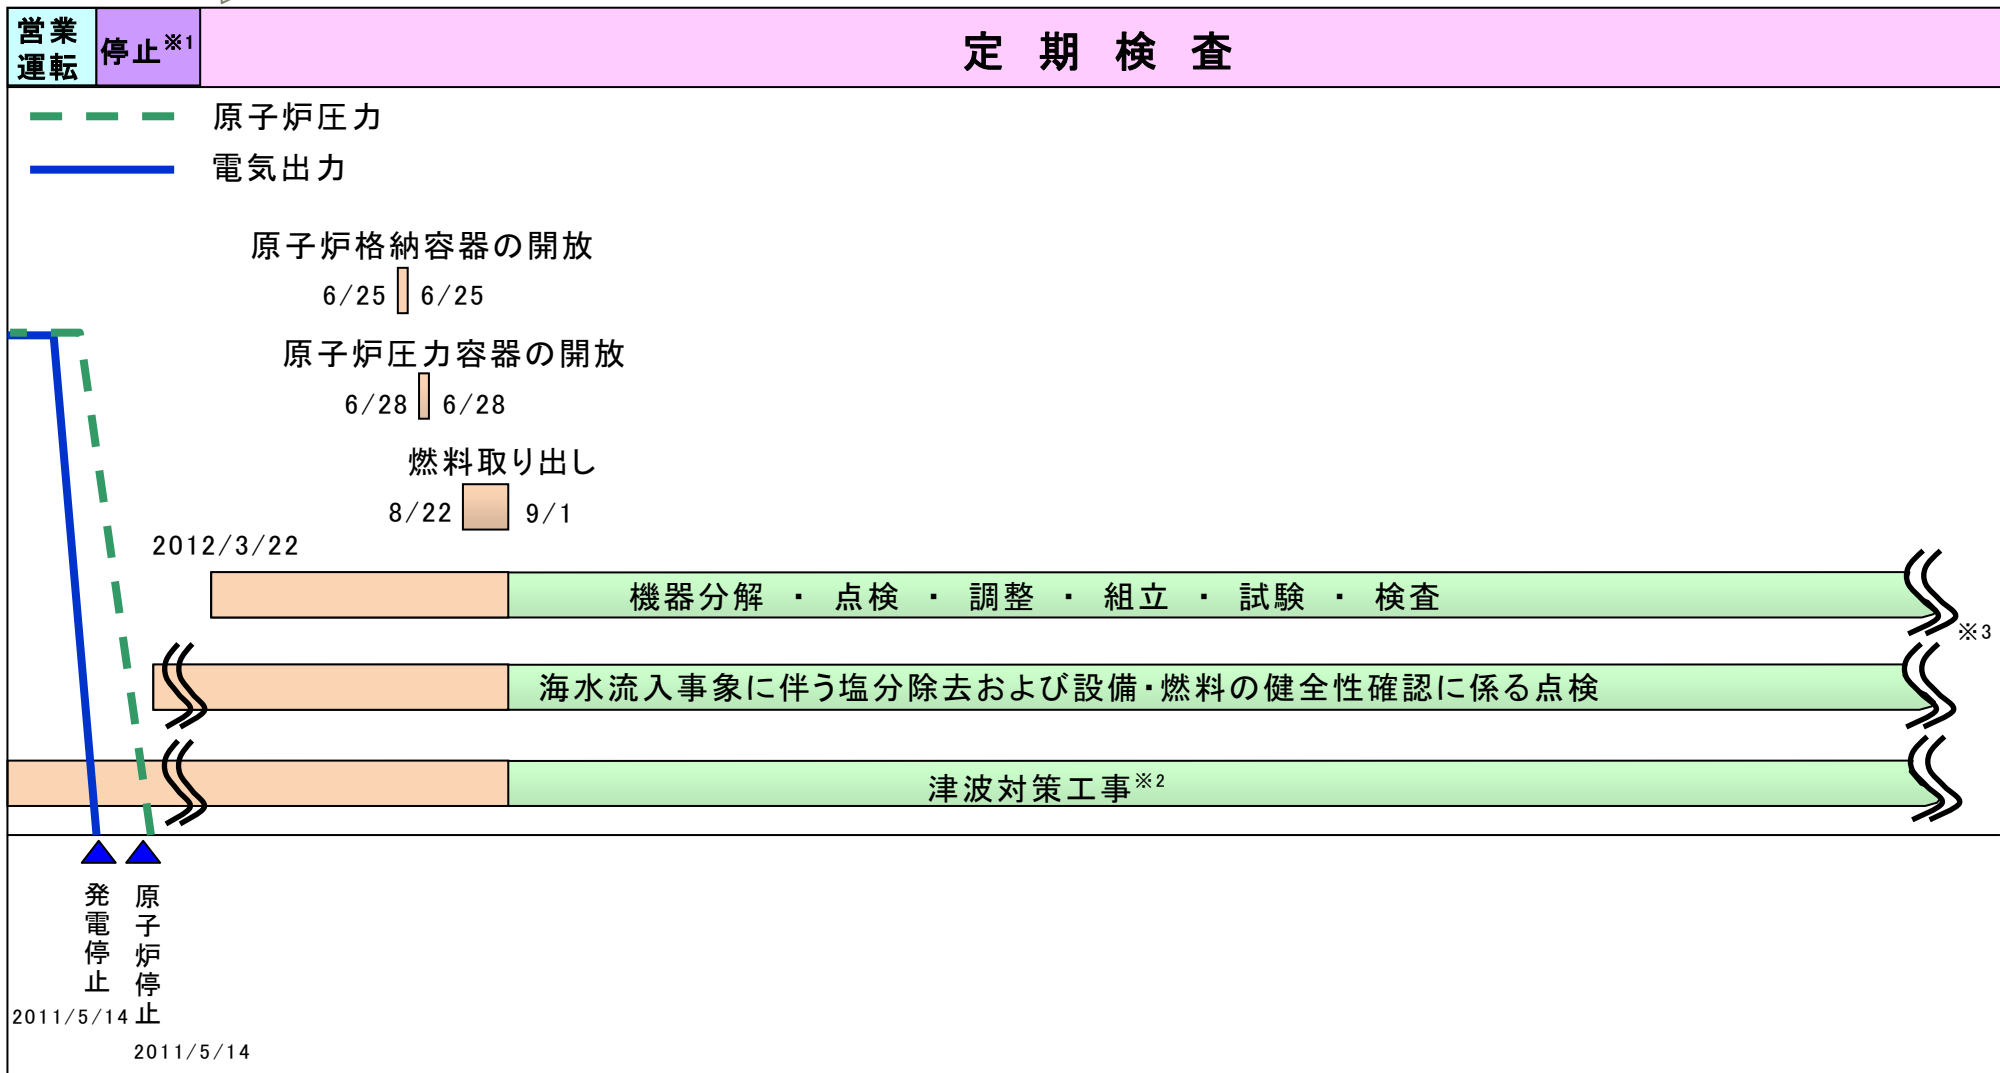 営業
運転
停止※1
定期検査
原子炉圧力
電気出力
原子炉格納容器の開放
6/25 6/25
原子炉圧力容器の開放
6/28 6/28
燃料取り出し
8/22 9/1
2012/3/22
機器分解 ・ 点検 ・ 調整 ・ 組立 ・ 試験 ・ 検査
※3
海水流入事象に伴う塩分除去および設備・燃料の健全性確認に係る点検
津波対策工事※2
発電停止
2011/5/14
原子炉停止
2011/5/14